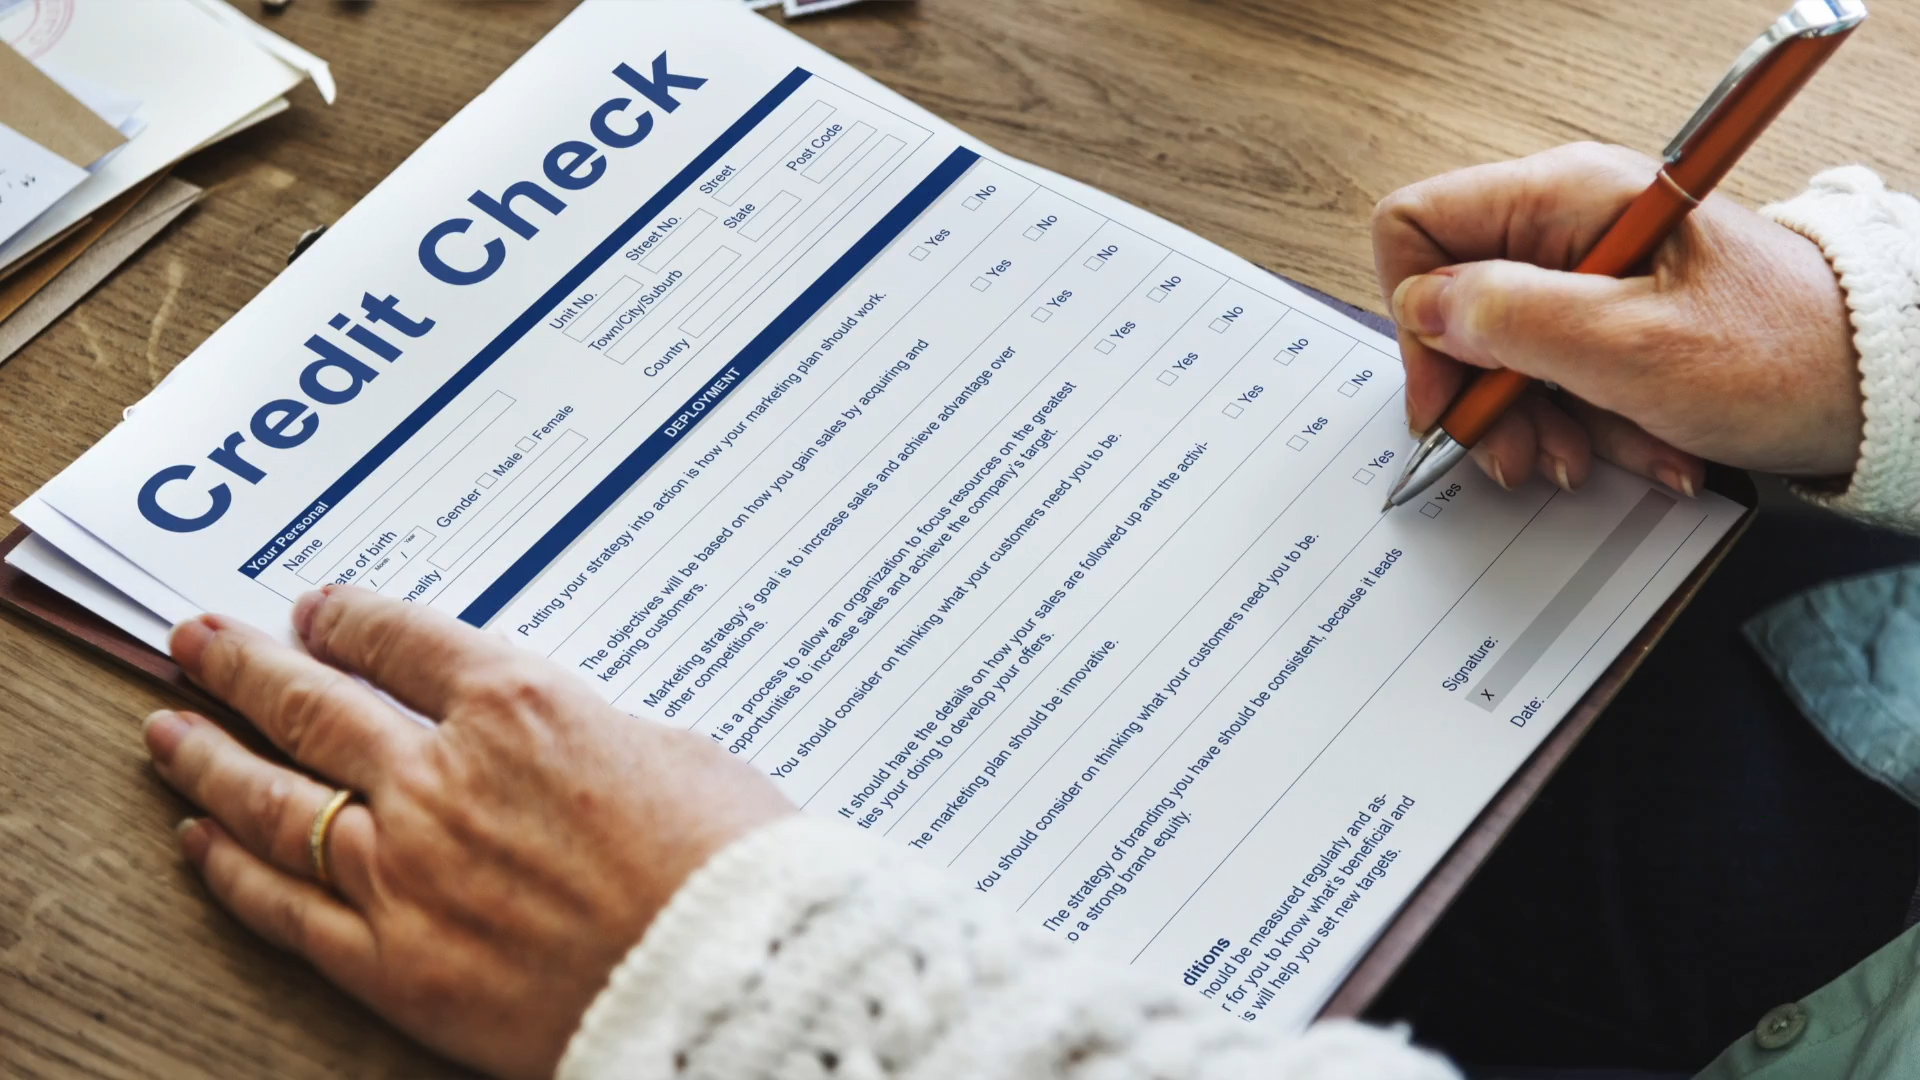 Credit Check
Your Personal
Name
Unit No.
Street No.
Street
Town/City/Suburb
State
Post Code
Country
ate of birth
/ Month / Year
Gender Male Female
onality
DEPLOYMENT
Putting your strategy into action is how your marketing plan should work. Yes No
The objectives will be based on how you gain sales by acquiring and Yes No
keeping customers.
Marketing strategy's goal is to increase sales and achieve advantage over Yes No
other competitions.
t is a process to allow an organization to focus resources on the greatest Yes No
opportunities to increase sales and achieve the company's target.
You should consider on thinking what your customers need you to be. Yes No
It should have the details on how your sales are followed up and the activi- Yes No
ties your doing to develop your offers.
he marketing plan should be innovative. Yes No
You should consider on thinking what your customers need you to be. Yes
The strategy of branding you have should be consistent, because it leads Yes
o a strong brand equity.
ditions
hould be measured regularly and as-
r for you to know what's beneficial and
is will help you set new targets.
Signature:
x
Date: